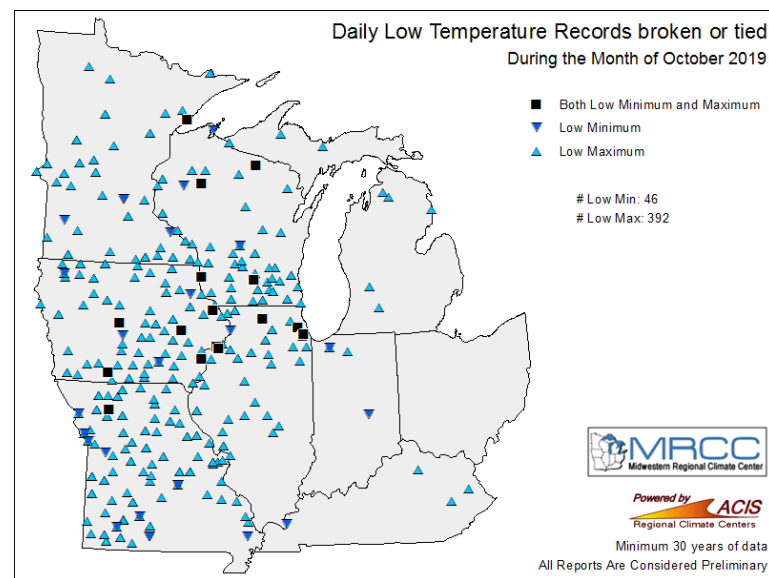 Daily Low Temperature Records broken or tied
During the Month of October 2019
Both Low Minimum and Maximum
Low Minimum
Low Maximum
# Low Min: 46
# Low Max: 392
MRCC
Midwestern Regional Climate Center
Powered by
ACIS
Regional Climate Centers
Minimum 30 years of data
All Reports Are Considered Preliminary